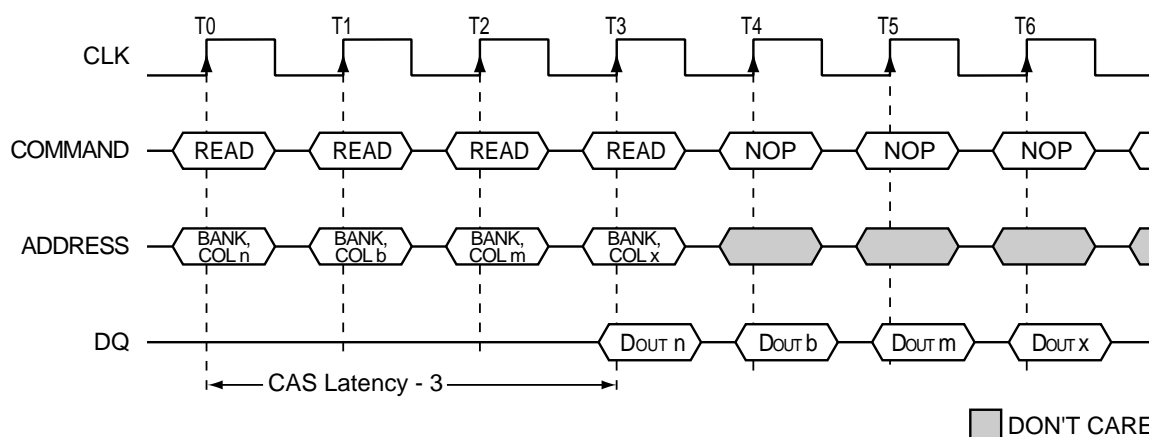 T0 T1 T2 T3 T4 T5 T6
CLK
COMMAND READ READ READ READ NOP NOP NOP
ADDRESS BANK, COL n BANK, COL b BANK, COL m BANK, COL x
DQ DOUT n DOUT b DOUT m DOUT x
CAS Latency - 3
DON'T CARE